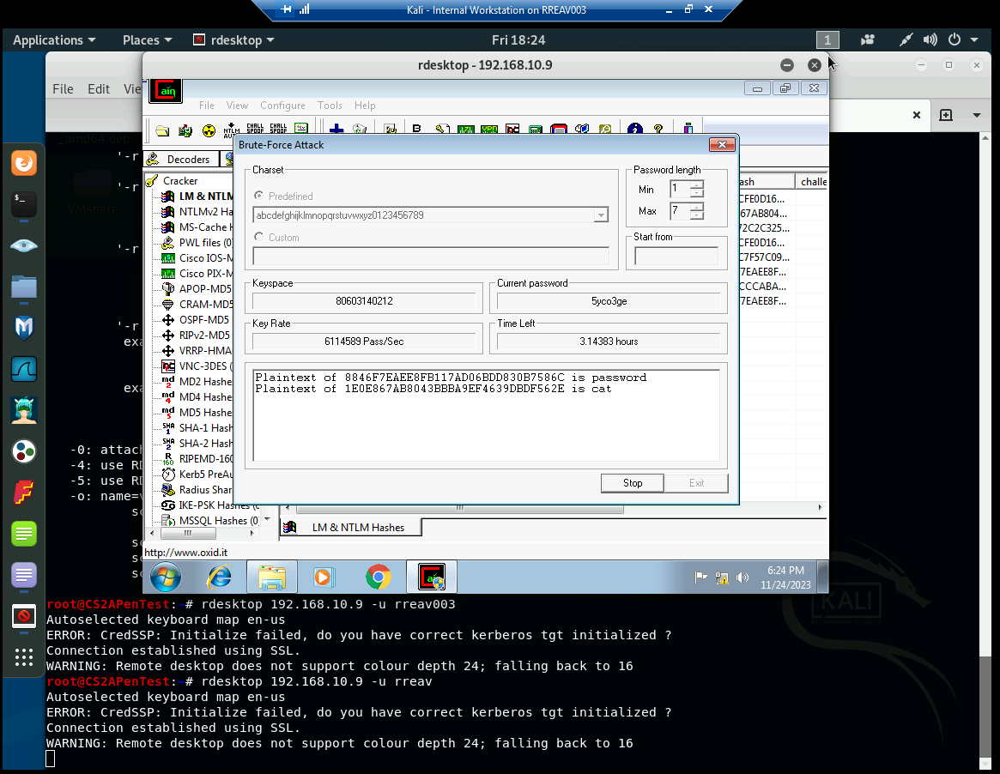 Kali - Internal Workstation on RREAV003
Applications
Places
rdesktop
Fri 18:24
1
rdesktop - 192.168.10.9
File Edit
File View Configure Tools Help
_amd64.deb
VMshare
Decoders
Brute-Force Attack
Cracker
LM & NTLM
NTLMv2 Ha
MS-Cache H
PWL files (0)
Cisco IOS-M
Cisco PIX-M
APOP-MD5
CRAM-MD5
OSPF-MD5
RIPv2-MD5
VRRP-HMA
VNC-3DES (
MD2 Hashes
MD4 Hashes
MD5 Hashes
SHA-1 Hash
SHA-2 Hash
RIPEMD-160
Kerb5 PreAu
Radius Shar
IKE-PSK Hashes (
MSSQL Hashes (0)
Charset
Predefined
abcdefghijklmnopqrstuvwxyz0123456789
Custom
Password length
Min 1
Max 7
Start from
Keyspace
80603140212
Current password
5yco3ge
Key Rate
6114589 Pass/Sec
Time Left
3.14383 hours
Plaintext of 8846F7EAEE8FB117AD06BDD830B7586C is password
Plaintext of 1E0E867AB8043BBBA9EF4639DBDF562E is cat
Stop
Exit
ash
challe
CFE0D16...
67AB804...
72C2C325...
CFE0D16...
C7F57C09...
7EAEE8F...
CCCABA...
7EAEE8F...
LM & NTLM Hashes
http://www.oxid.it
6:24 PM
11/24/2023
'-r
'-r
'-r
'-r
exa
exa
-0: attach
-4: use RD
-5: use RD
-o: name=v
sc
sc
sc
sc
root@CS2APenTest:~# rdesktop 192.168.10.9 -u rreav003
Autoselected keyboard map en-us
ERROR: CredSSP: Initialize failed, do you have correct kerberos tgt initialized ?
Connection established using SSL.
WARNING: Remote desktop does not support colour depth 24; falling back to 16
root@CS2APenTest:~# rdesktop 192.168.10.9 -u rreav
Autoselected keyboard map en-us
ERROR: CredSSP: Initialize failed, do you have correct kerberos tgt initialized ?
Connection established using SSL.
WARNING: Remote desktop does not support colour depth 24; falling back to 16
KALI